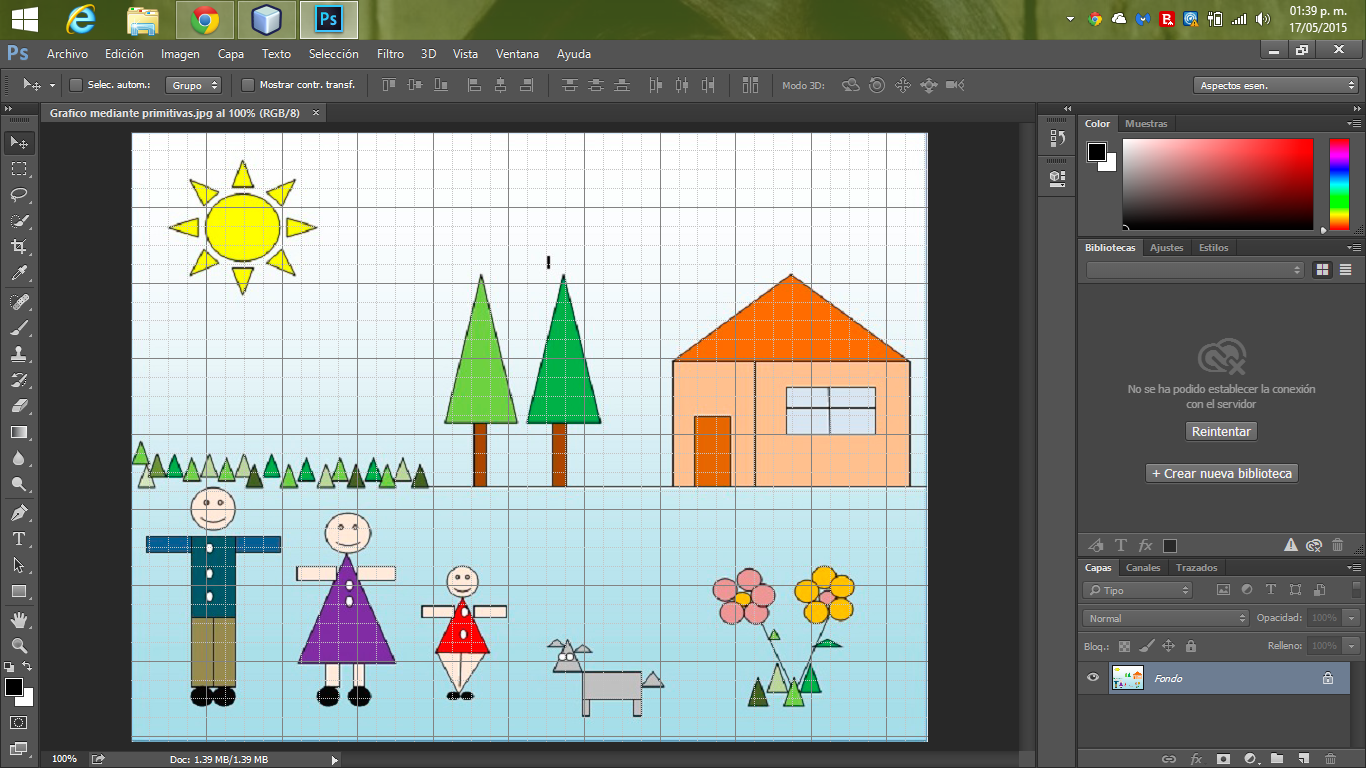 Ps
01:39 p. m.
17/05/2015
Ps Archivo Edición Imagen Capa Texto Selección Filtro 3D Vista Ventana Ayuda
Selec. autom.: Grupo Mostrar contr. transf. Modo 3D: Aspectos esen.
Grafico mediante primitivas.jpg al 100% (RGB/8) ×
Color Muestras
Bibliotecas Ajustes Estilos
No se ha podido establecer la conexión
con el servidor
Reintentar
+ Crear nueva biblioteca
Capas Canales Trazados
Tipo
Normal Opacidad: 100%
Bloq.: Relleno: 100%
Fondo
100% Doc: 1.39 MB/1.39 MB